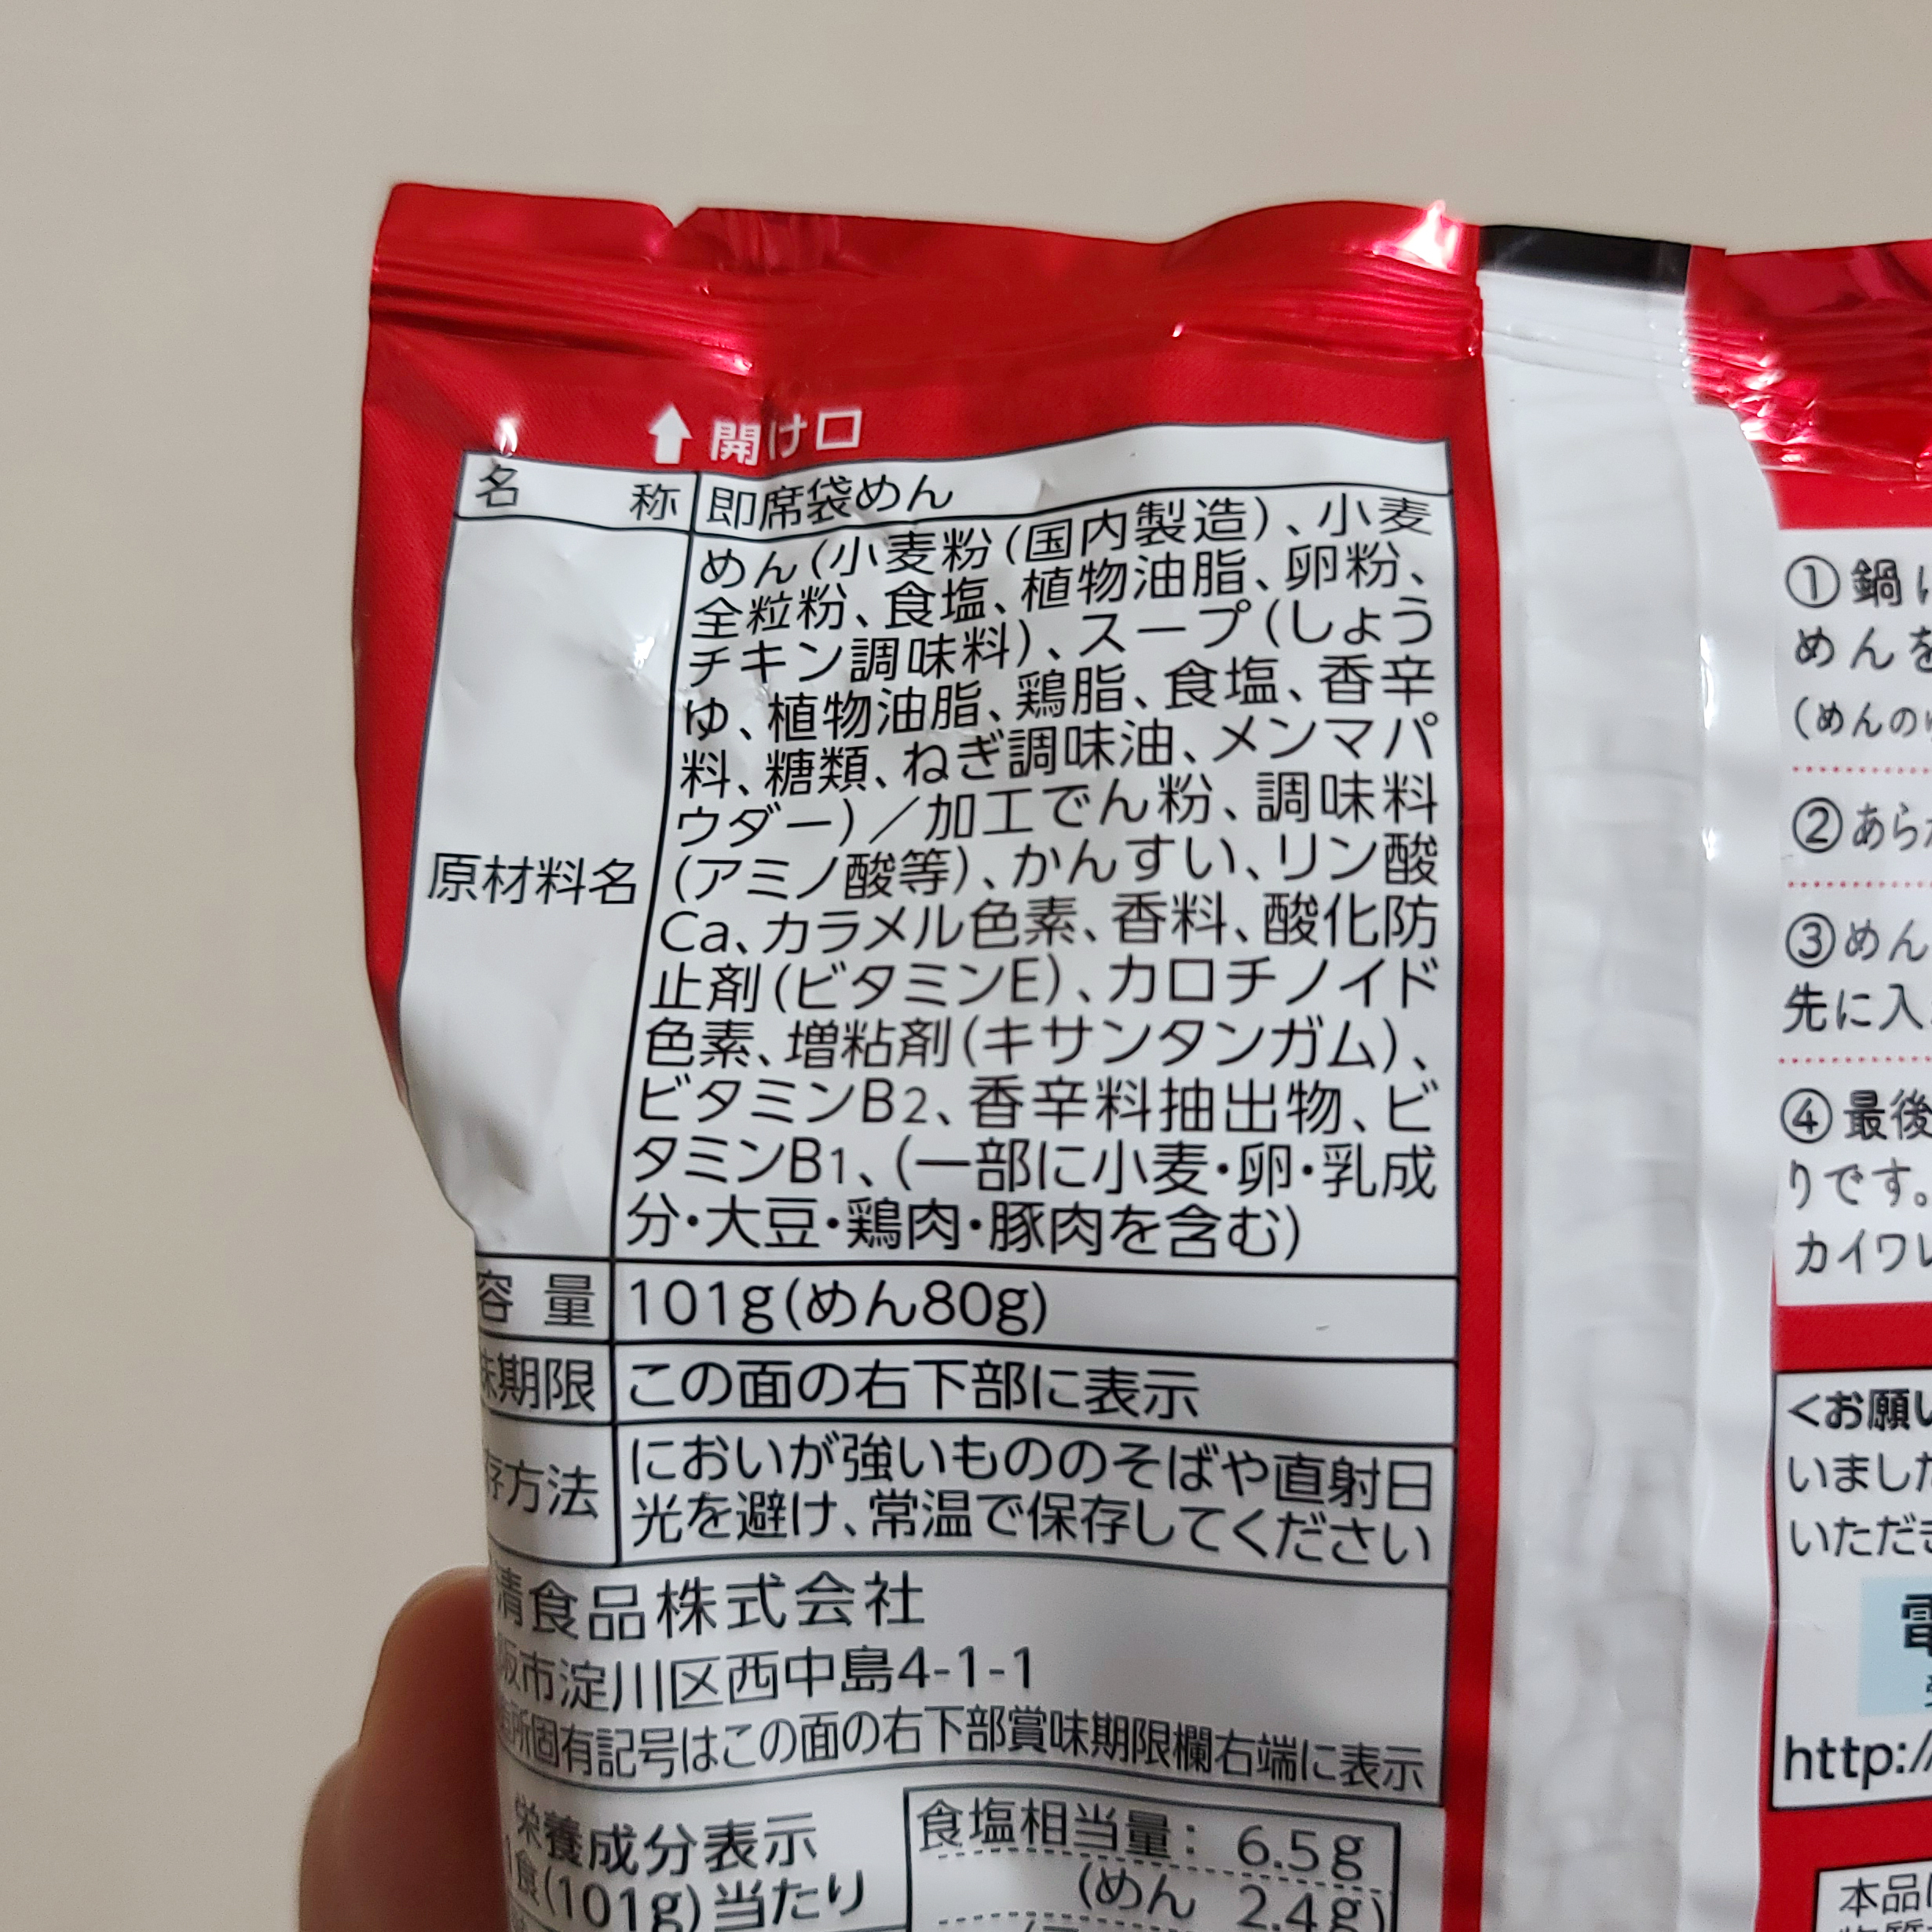 開け口
名 称 即席袋めん
原材料名
めん(小麦粉(国内製造)、小麦
全粒粉、食塩、植物油脂、卵粉、
チキン調味料)、スープ(しょう
ゆ、植物油脂、鶏脂、食塩、香辛
料、糖類、ねぎ調味油、メンマパ
ウダー)/加工でん粉、調味料
(アミノ酸等)、かんすい、リン酸
Ca、カラメル色素、香料、酸化防
止剤(ビタミンE)、カロチノイド
色素、増粘剤(キサンタンガム)、
ビタミンB2、香辛料抽出物、ビ
タミンB1、(一部に小麦・卵・乳成
分・大豆・鶏肉・豚肉を含む)
容量 101g(めん80g)
味期限 この面の右下部に表示
存方法 においが強いもののそばや直射日
光を避け、常温で保存してください
清食品株式会社
阪市淀川区西中島4-1-1
所固有記号はこの面の右下部賞味期限欄右端に表示
栄養成分表示
1食(101g)当たり
食塩相当量: 6.5g
(めん 2.4g)
①鍋に
めんを
(めんの
②あらか
③めん
先に入
④最後
りです。
カイワレ
<お願い
いました
いただき
電
http://
本品は